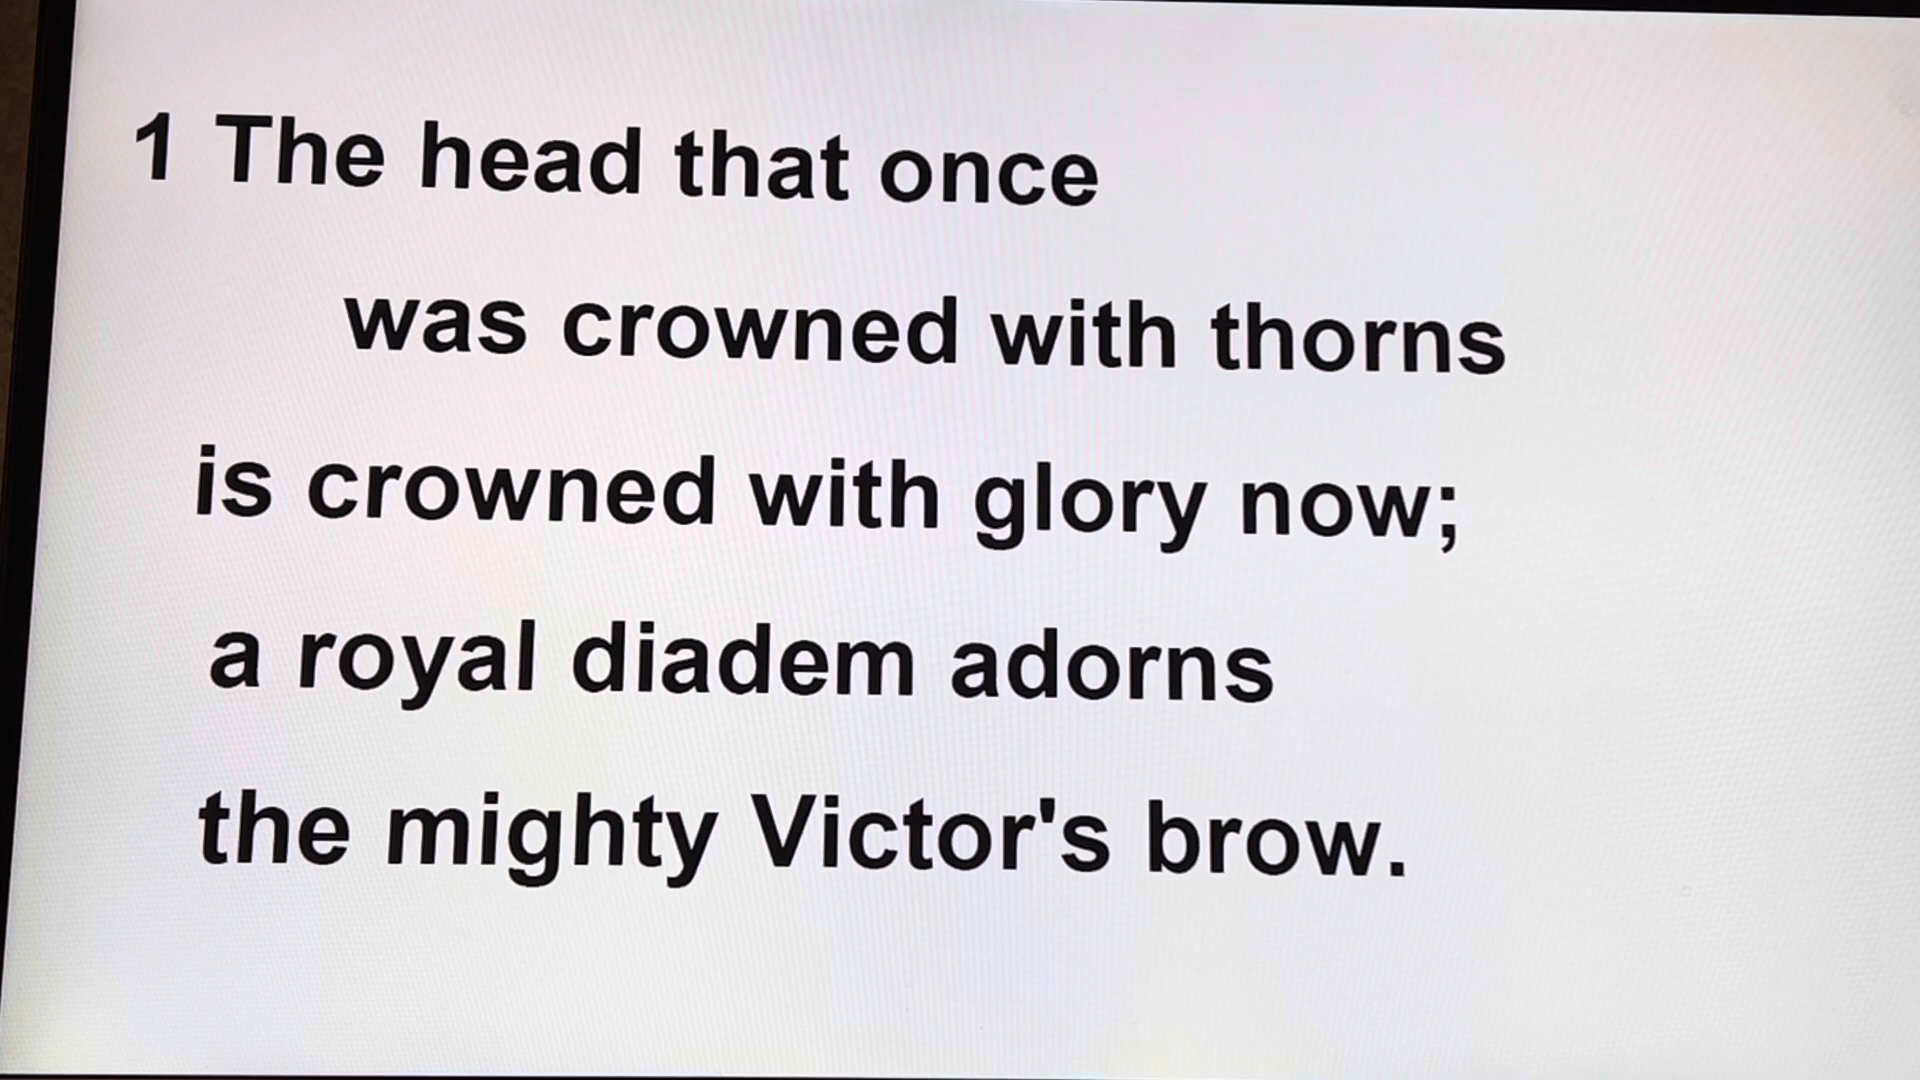 1 The head that once
was crowned with thorns
is crowned with glory now;
a royal diadem adorns
the mighty Victor's brow.